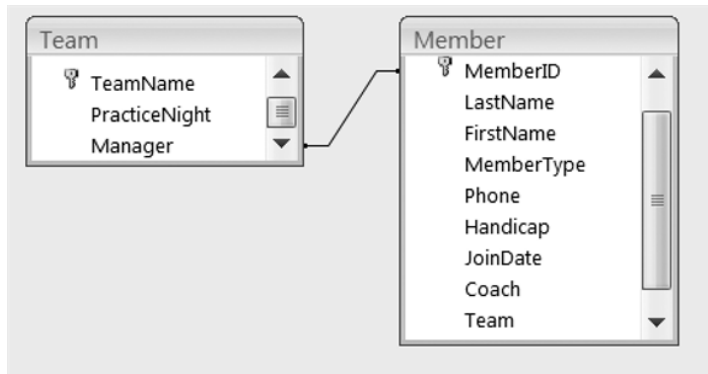 Team
TeamName
PracticeNight
Manager
Member
MemberID
LastName
FirstName
MemberType
Phone
Handicap
JoinDate
Coach
Team